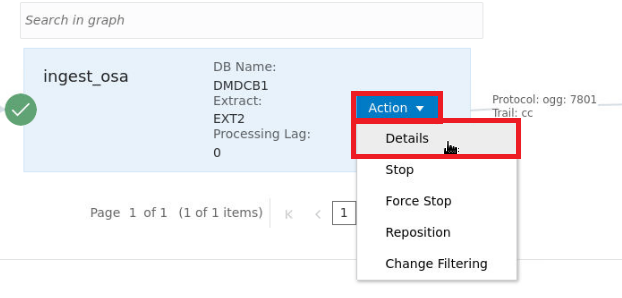 Search in graph
ingest_osa
DB Name:
DMDCB1
Extract:
EXT2
Processing Lag:
0
Action
Protocol: ogg: 7801
Trail: cc
Details
Stop
Force Stop
Reposition
Change Filtering
Page 1 of 1 (1 of 1 items) 1